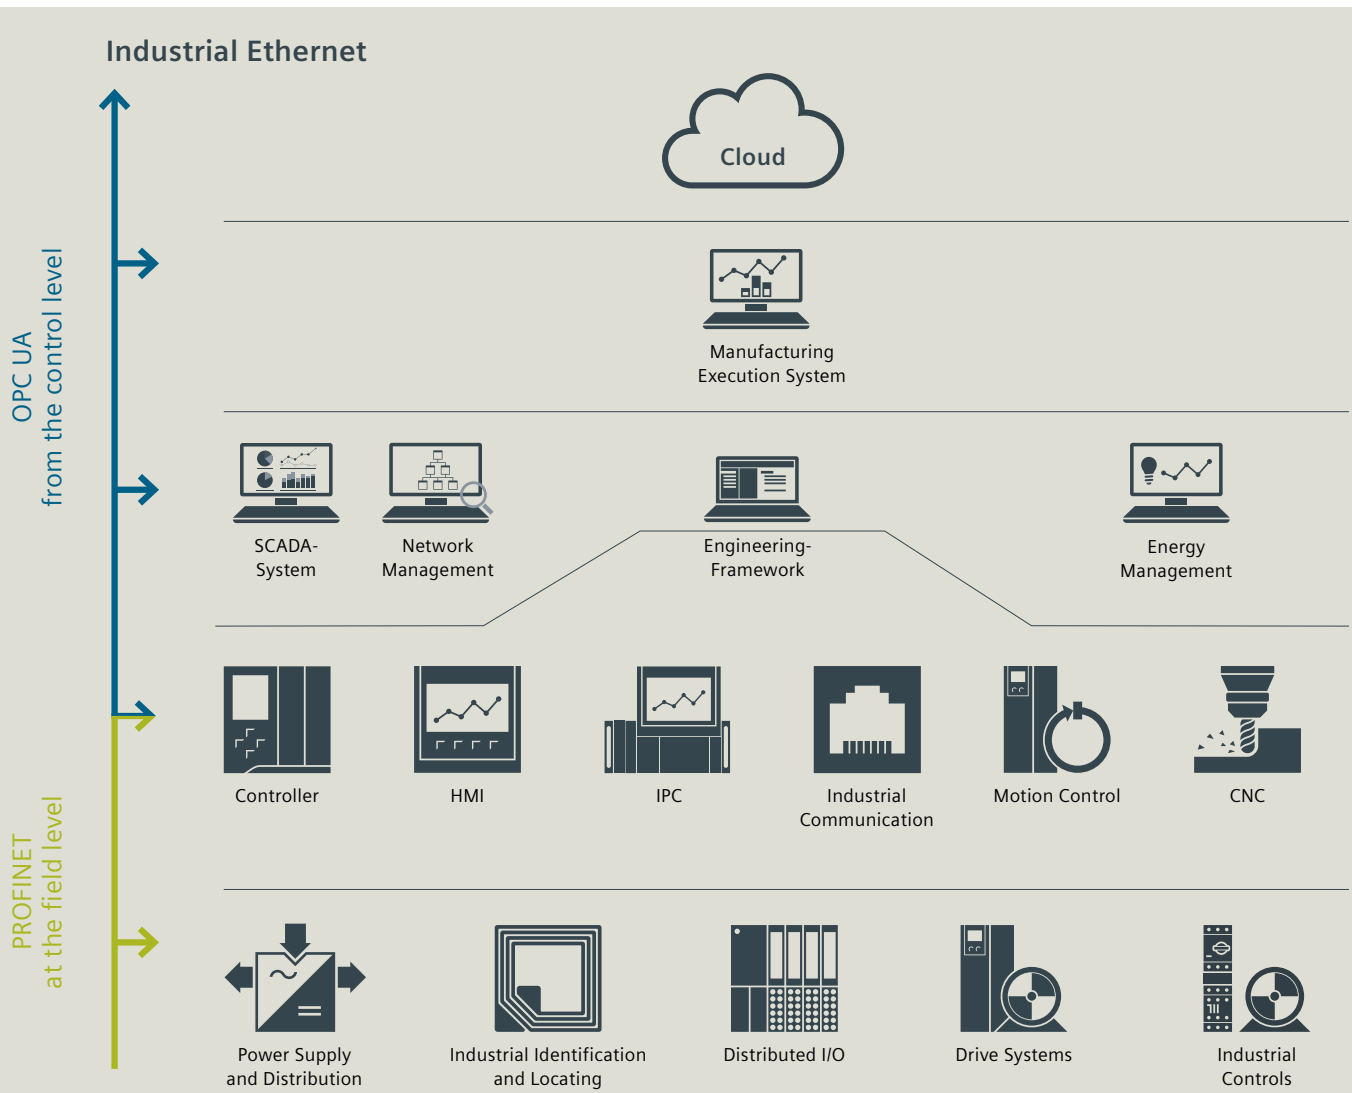 Industrial Ethernet
Cloud
OPC UA
from the control level
Manufacturing
Execution System
SCADA-
System
Network
Management
Engineering-
Framework
Energy
Management
Controller
HMI
IPC
Industrial
Communication
Motion Control
CNC
PROFINET
at the field level
Power Supply
and Distribution
Industrial Identification
and Locating
Distributed I/O
Drive Systems
Industrial
Controls